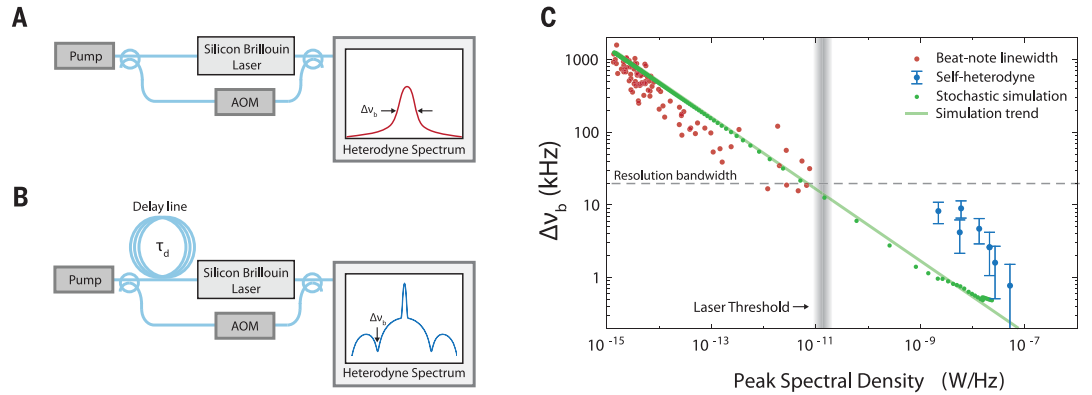 A
Pump
Silicon Brillouin
Laser
AOM
Δν_b
Heterodyne Spectrum
B
Delay line
τ_d
Pump
Silicon Brillouin
Laser
AOM
Δν_b
Heterodyne Spectrum
C
Δν_b (kHz)
1000
100
10
1
Beat-note linewidth
Self-heterodyne
Stochastic simulation
Simulation trend
Resolution bandwidth
Laser Threshold
10^-15
10^-13
10^-11
10^-9
10^-7
Peak Spectral Density (W/Hz)